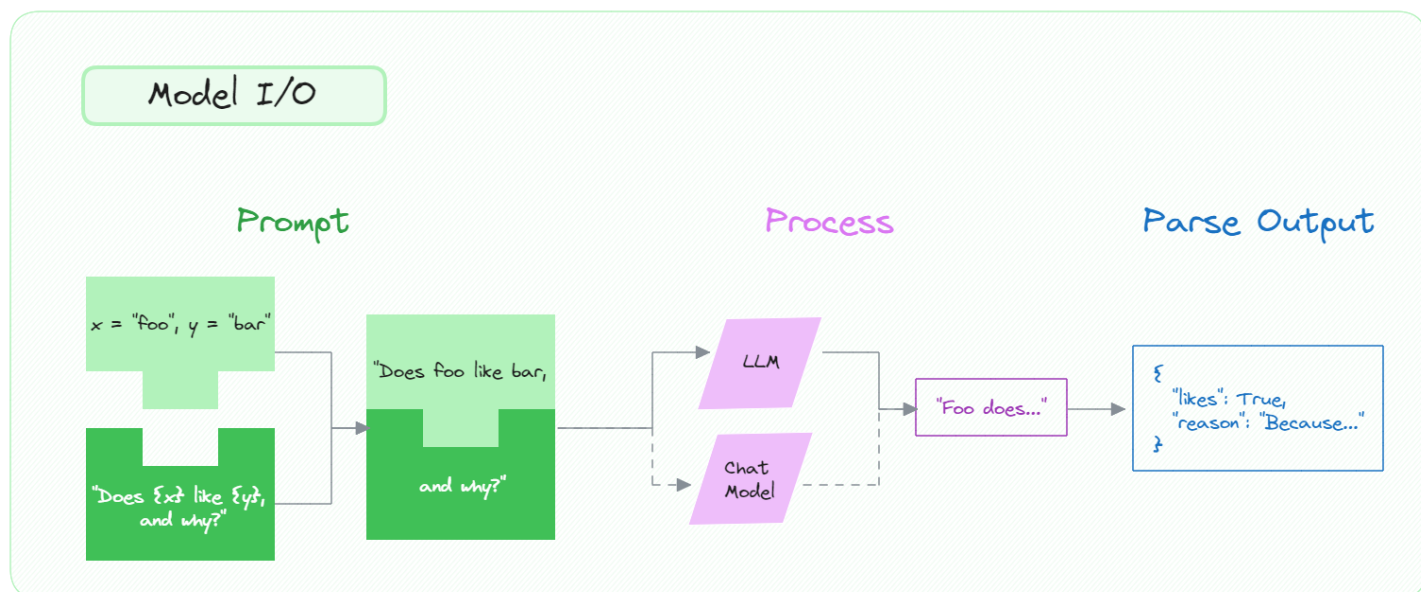 Model I/O
Prompt
Process
Parse Output
x = "foo", y = "bar"
"Does {x} like {y},
and why?"
"Does foo like bar,
and why?"
LLM
Chat
Model
"Foo does..."
{
"likes": True,
"reason": "Because..."
}